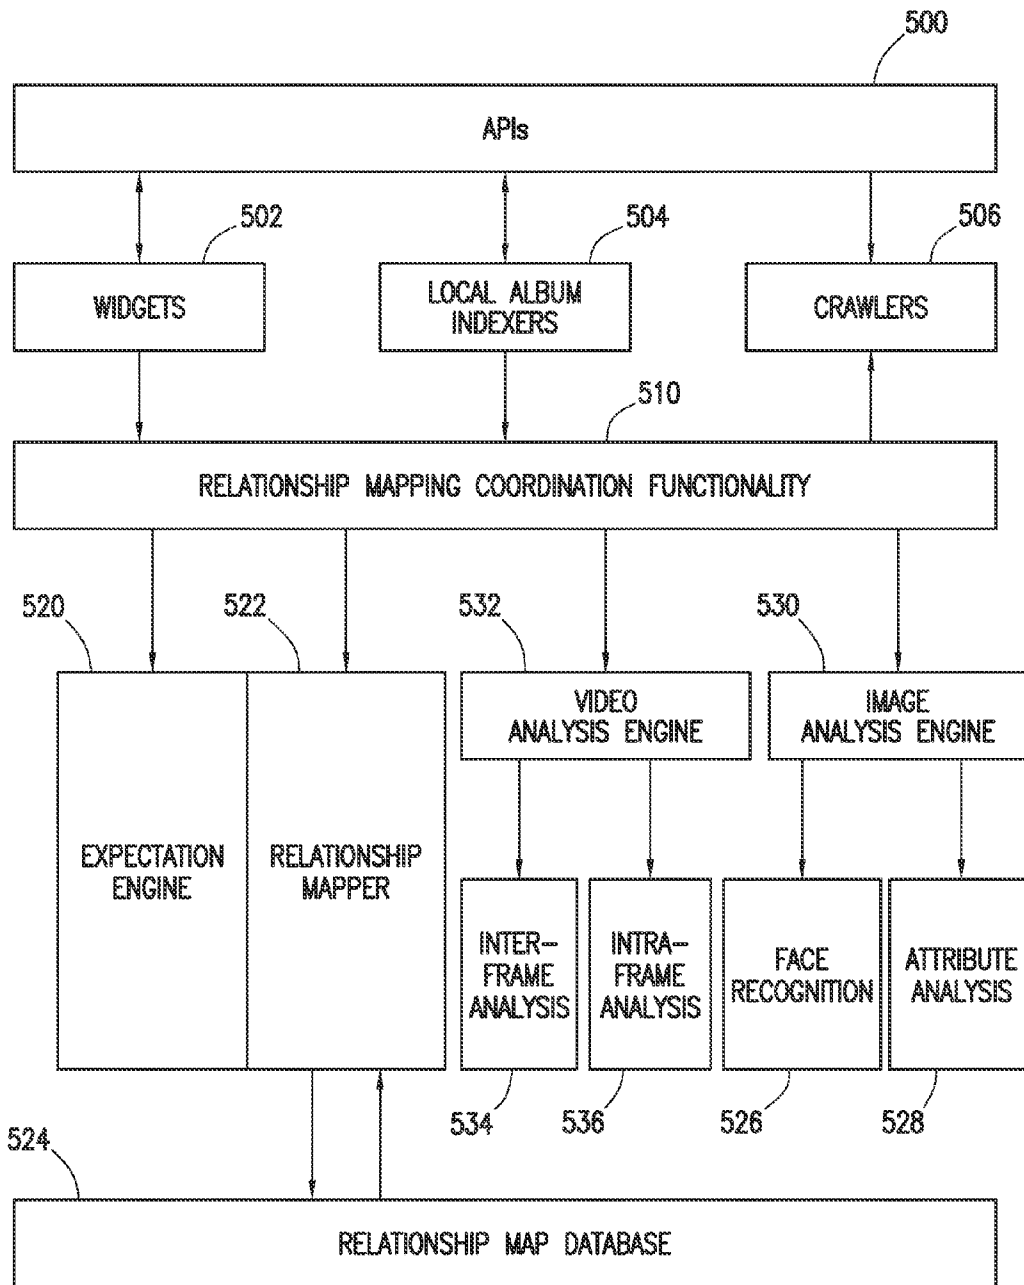 500
APIs
502
504
506
WIDGETS
LOCAL ALBUM
INDEXERS
CRAWLERS
510
RELATIONSHIP MAPPING COORDINATION FUNCTIONALITY
520
522
532
530
VIDEO
ANALYSIS ENGINE
IMAGE
ANALYSIS ENGINE
EXPECTATION
ENGINE
RELATIONSHIP
MAPPER
INTER-
FRAME
ANALYSIS
INTRA-
FRAME
ANALYSIS
FACE
RECOGNITION
ATTRIBUTE
ANALYSIS
534
536
526
528
524
RELATIONSHIP MAP DATABASE